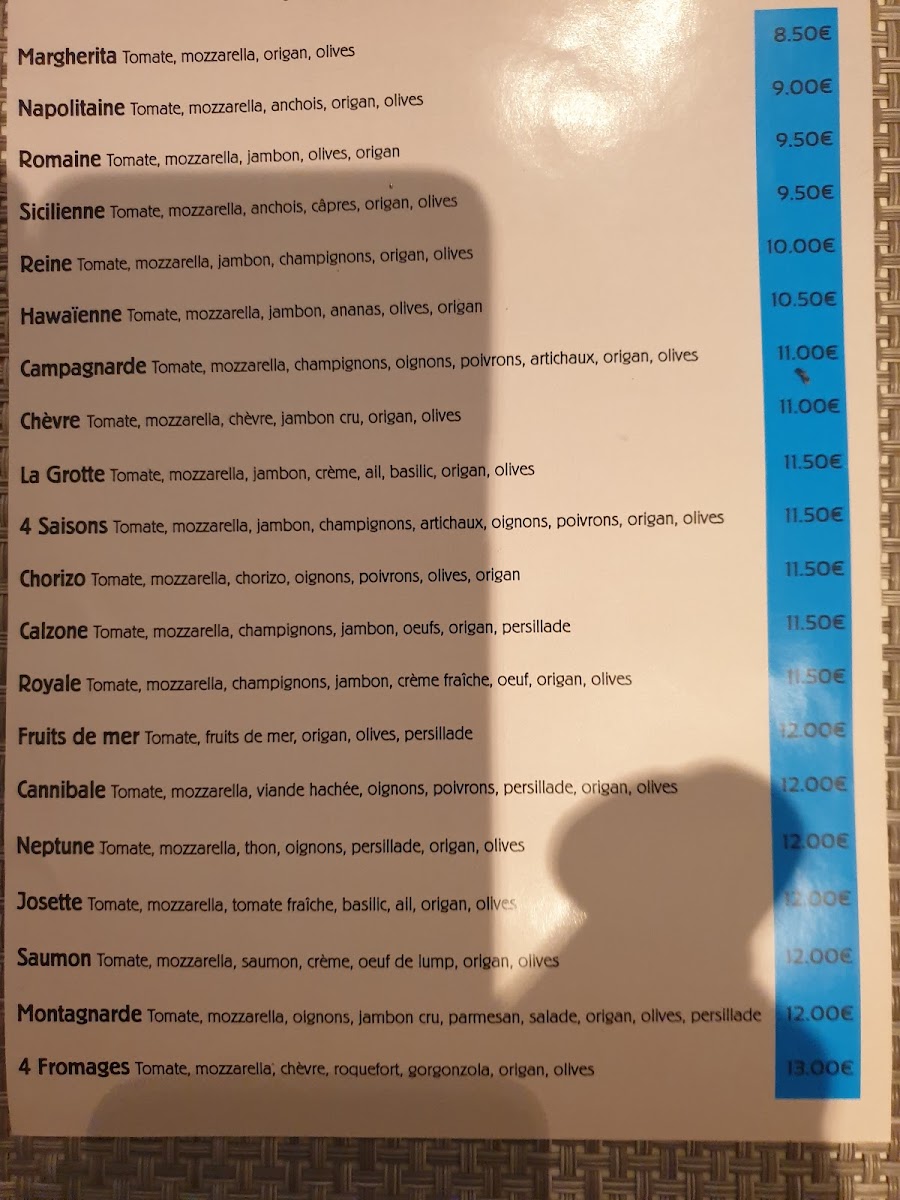 Margherita Tomate, mozzarella, origan, olives 8.50€
Napolitaine Tomate, mozzarella, anchois, origan, olives 9.00€
Romaine Tomate, mozzarella, jambon, olives, origan 9.50€
Sicilienne Tomate, mozzarella, anchois, câpres, origan, olives 9.50€
Reine Tomate, mozzarella, jambon, champignons, origan, olives 10.00€
Hawaïenne Tomate, mozzarella, jambon, ananas, olives, origan 10.50€
Campagnarde Tomate, mozzarella, champignons, oignons, poivrons, artichaux, origan, olives 11.00€
Chèvre Tomate, mozzarella, chèvre, jambon cru, origan, olives 11.00€
La Grotte Tomate, mozzarella, jambon, crème, ail, basilic, origan, olives 11.50€
4 Saisons Tomate, mozzarella, jambon, champignons, artichaux, oignons, poivrons, origan, olives 11.50€
Chorizo Tomate, mozzarella, chorizo, oignons, poivrons, olives, origan 11.50€
Calzone Tomate, mozzarella, champignons, jambon, oeufs, origan, persillade 11.50€
Royale Tomate, mozzarella, champignons, jambon, crème fraîche, oeuf, origan, olives 11.50€
Fruits de mer Tomate, fruits de mer, origan, olives, persillade 12.00€
Cannibale Tomate, mozzarella, viande hachée, oignons, poivrons, persillade, origan, olives 12.00€
Neptune Tomate, mozzarella, thon, oignons, persillade, origan, olives 12.00€
Josette Tomate, mozzarella, tomate fraîche, basilic, ail, origan, olives 12.00€
Saumon Tomate, mozzarella, saumon, crème, oeuf de lump, origan, olives 12.00€
Montagnarde Tomate, mozzarella, oignons, jambon cru, parmesan, salade, origan, olives, persillade 12.00€
4 Fromages Tomate, mozzarella, chèvre, roquefort, gorgonzola, origan, olives 13.00€